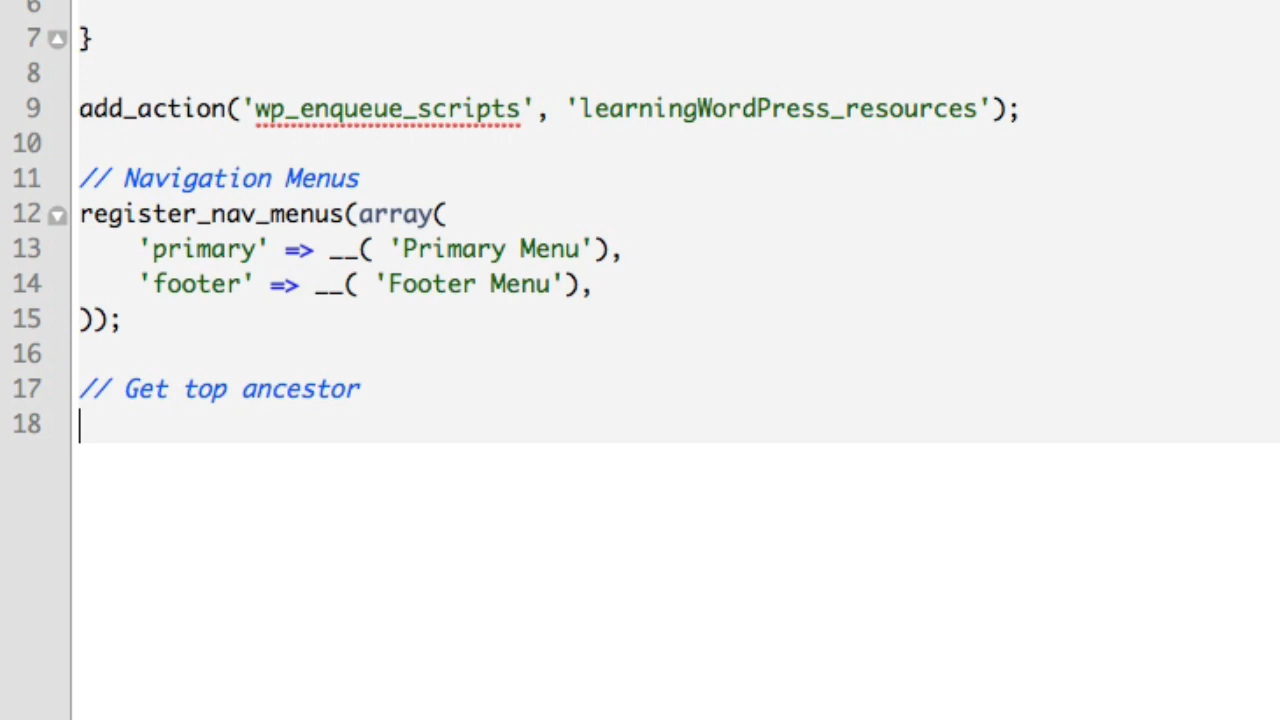 6
7 }
8
9 add_action('wp_enqueue_scripts', 'learningWordPress_resources');
10
11 // Navigation Menus
12 register_nav_menus(array(
13 'primary' => __( 'Primary Menu'),
14 'footer' => __( 'Footer Menu'),
15 ));
16
17 // Get top ancestor
18